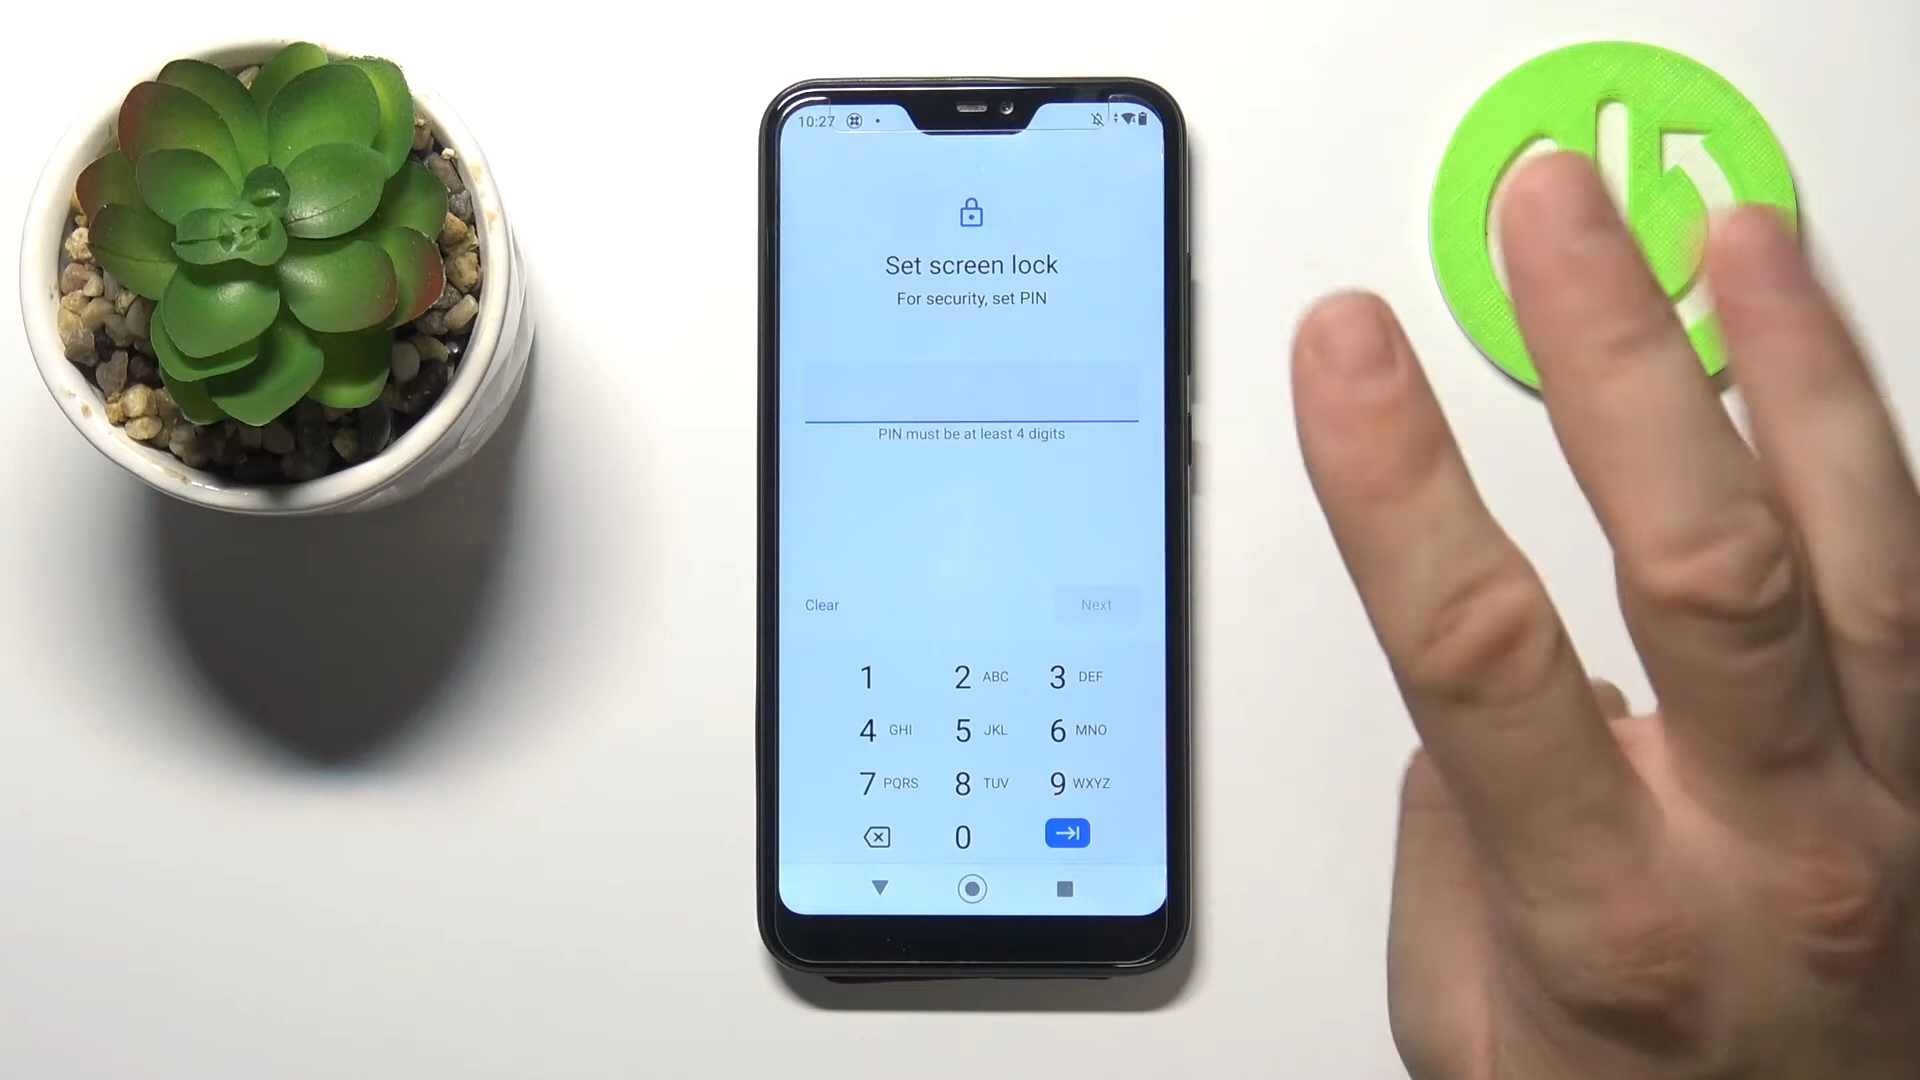 10:27
Set screen lock
For security, set PIN
PIN must be at least 4 digits
Clear Next
1 2 ABC 3 DEF
4 GHI 5 JKL 6 MNO
7 PQRS 8 TUV 9 WXYZ
0